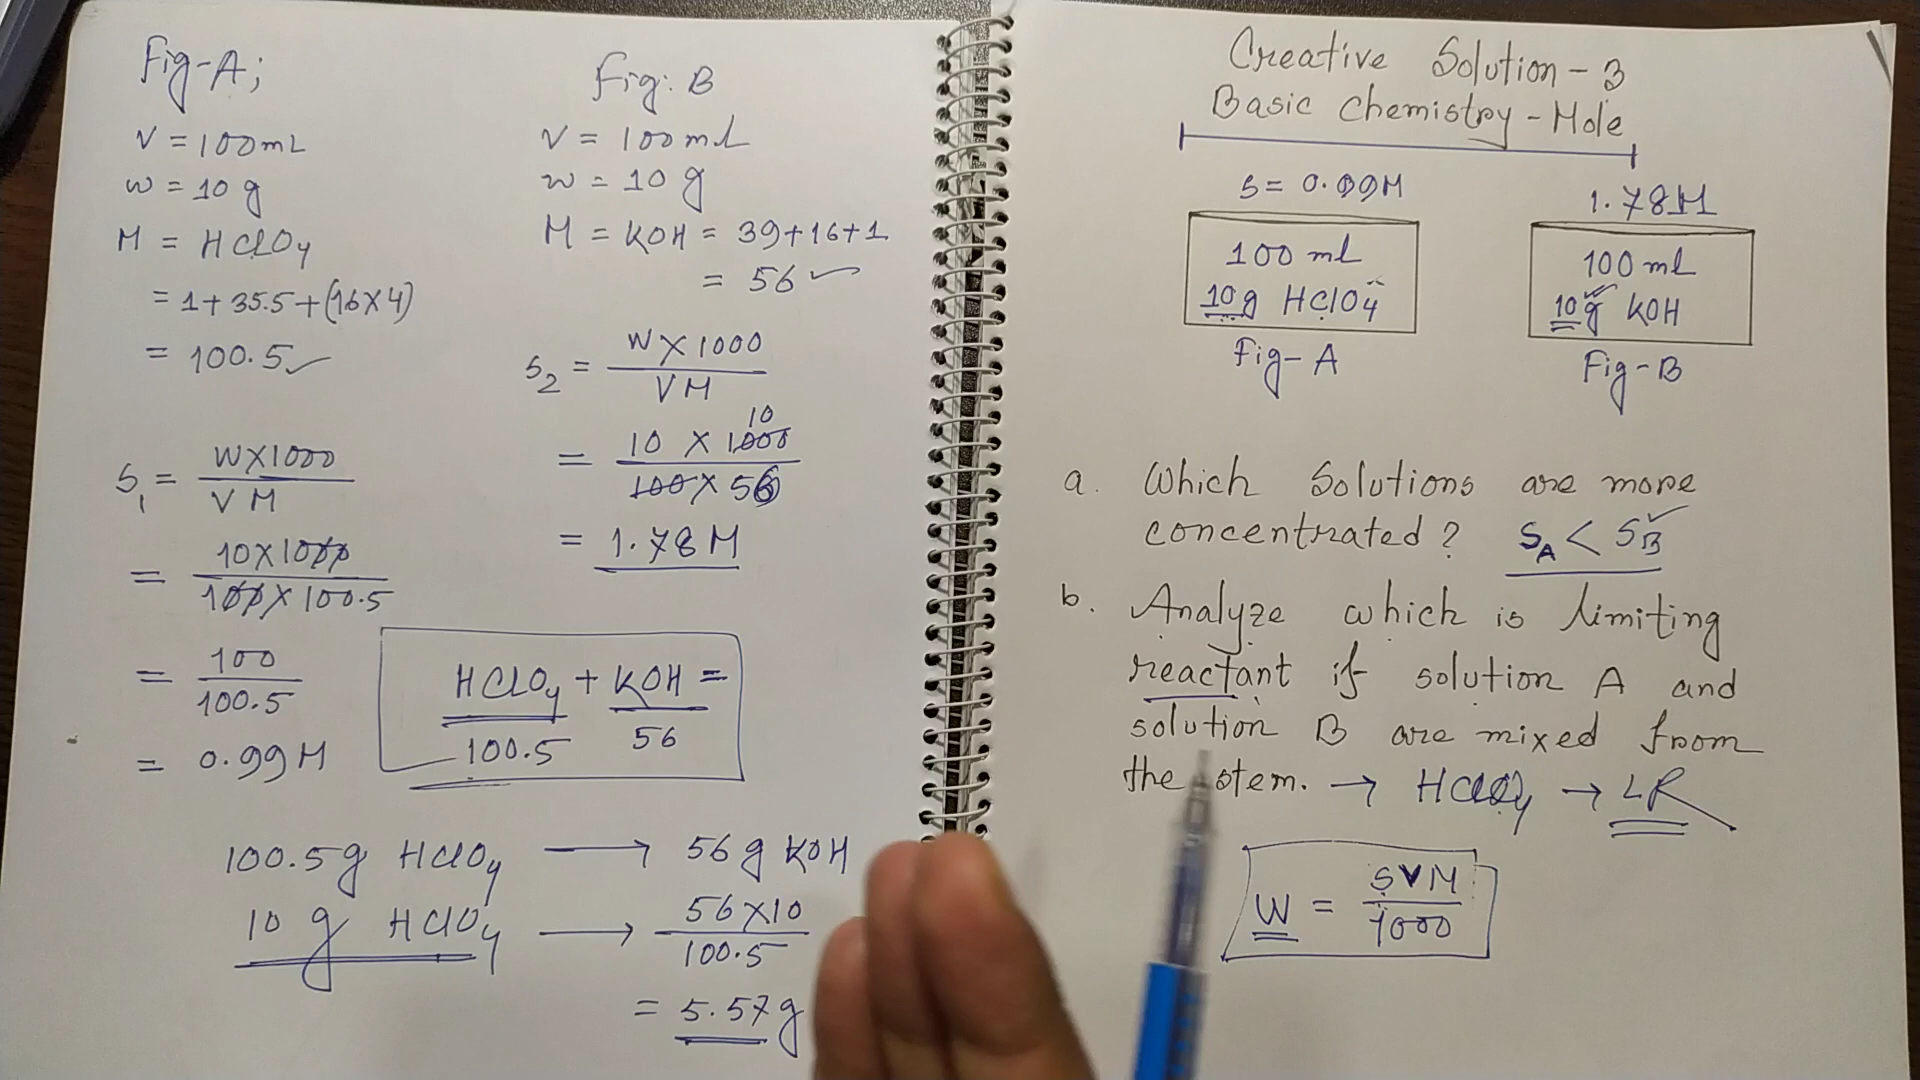 Fig-A;
V = 100mL
w = 10 g
M = HClO4
= 1+35.5+(16×4)
= 100.5 ✓
S1 = W×1000
VM
= 10×1000
100×100.5
= 100
100.5
= 0.99M
Fig: B
V = 100ml
w = 10 g
M = KOH = 39+16+1
= 56 ✓
S2 = W×1000
VM
10
= 10 × 1000
100×56
= 1.78 M
HClO4 + KOH =
100.5 56
100.5g HClO4 → 56g KOH
10 g HClO4 → 56×10
100.5
= 5.57g
Creative Solution-3
Basic Chemistry-Mole
S = 0.99M
100 ml
10g HClO4
Fig-A
1.78M
100 ml
10g KOH
Fig-B
a. Which Solutions are more
concentrated? SA < SB ✓
b. Analyze which is limiting
reactant if solution A and
solution B are mixed from
the stem. → HClO4 → LR
W = SVM
1000